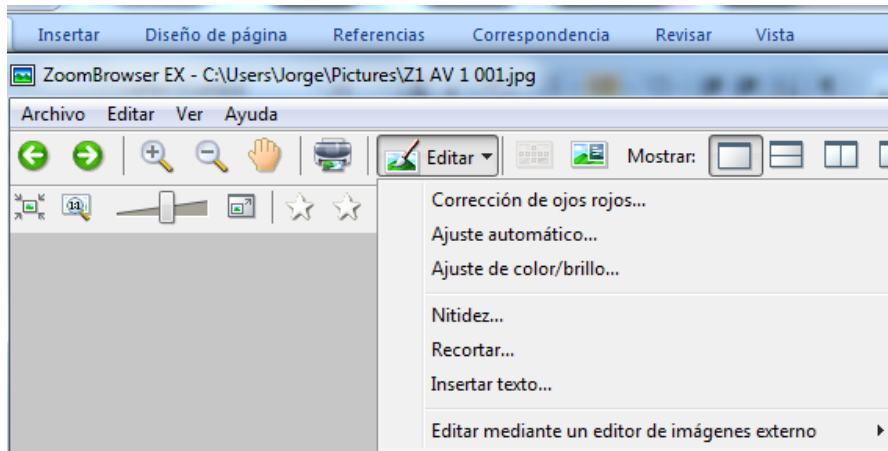 Insertar Diseño de página Referencias Correspondencia Revisar Vista
ZoomBrowser EX - C:\Users\Jorge\Pictures\Z1 AV 1 001.jpg
Archivo Editar Ver Ayuda
Editar Mostrar:
Corrección de ojos rojos...
Ajuste automático...
Ajuste de color/brillo...
Nitidez...
Recortar...
Insertar texto...
Editar mediante un editor de imágenes externo